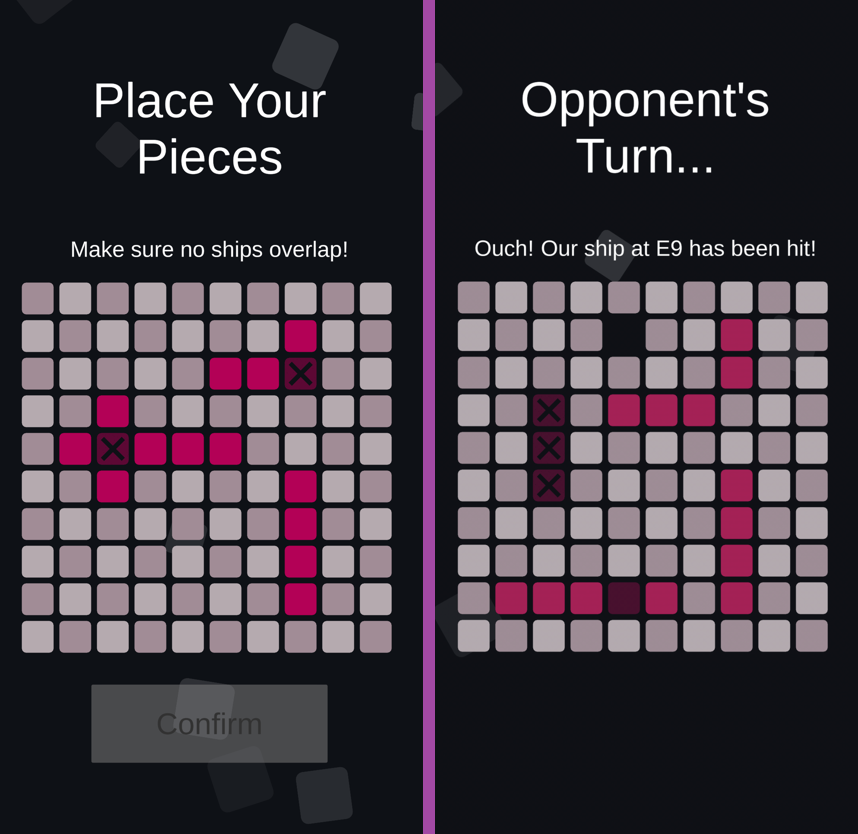 Place Your
Pieces
Make sure no ships overlap!
Confirm
Opponent's
Turn...
Ouch! Our ship at E9 has been hit!